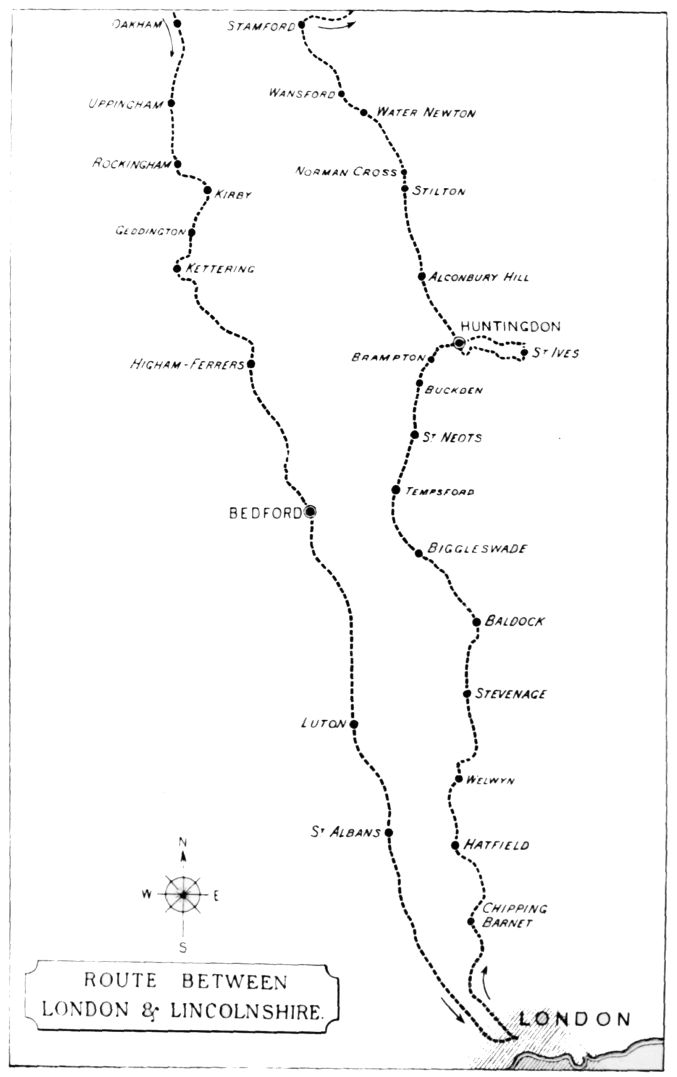 OAKHAM
STAMFORD
UPPINGHAM
WANSFORD
WATER NEWTON
ROCKINGHAM
NORMAN CROSS
KIRBY
STILTON
GEDDINGTON
KETTERING
ALCONBURY HILL
HUNTINGDON
BRAMPTON
ST IVES
HIGHAM-FERRERS
BUCKDEN
ST NEOTS
TEMPSFORD
BEDFORD
BIGGLESWADE
BALDOCK
STEVENAGE
LUTON
WELWYN
ST ALBANS
HATFIELD
N
W E
S
CHIPPING
BARNET
ROUTE BETWEEN
LONDON & LINCOLNSHIRE.
LONDON